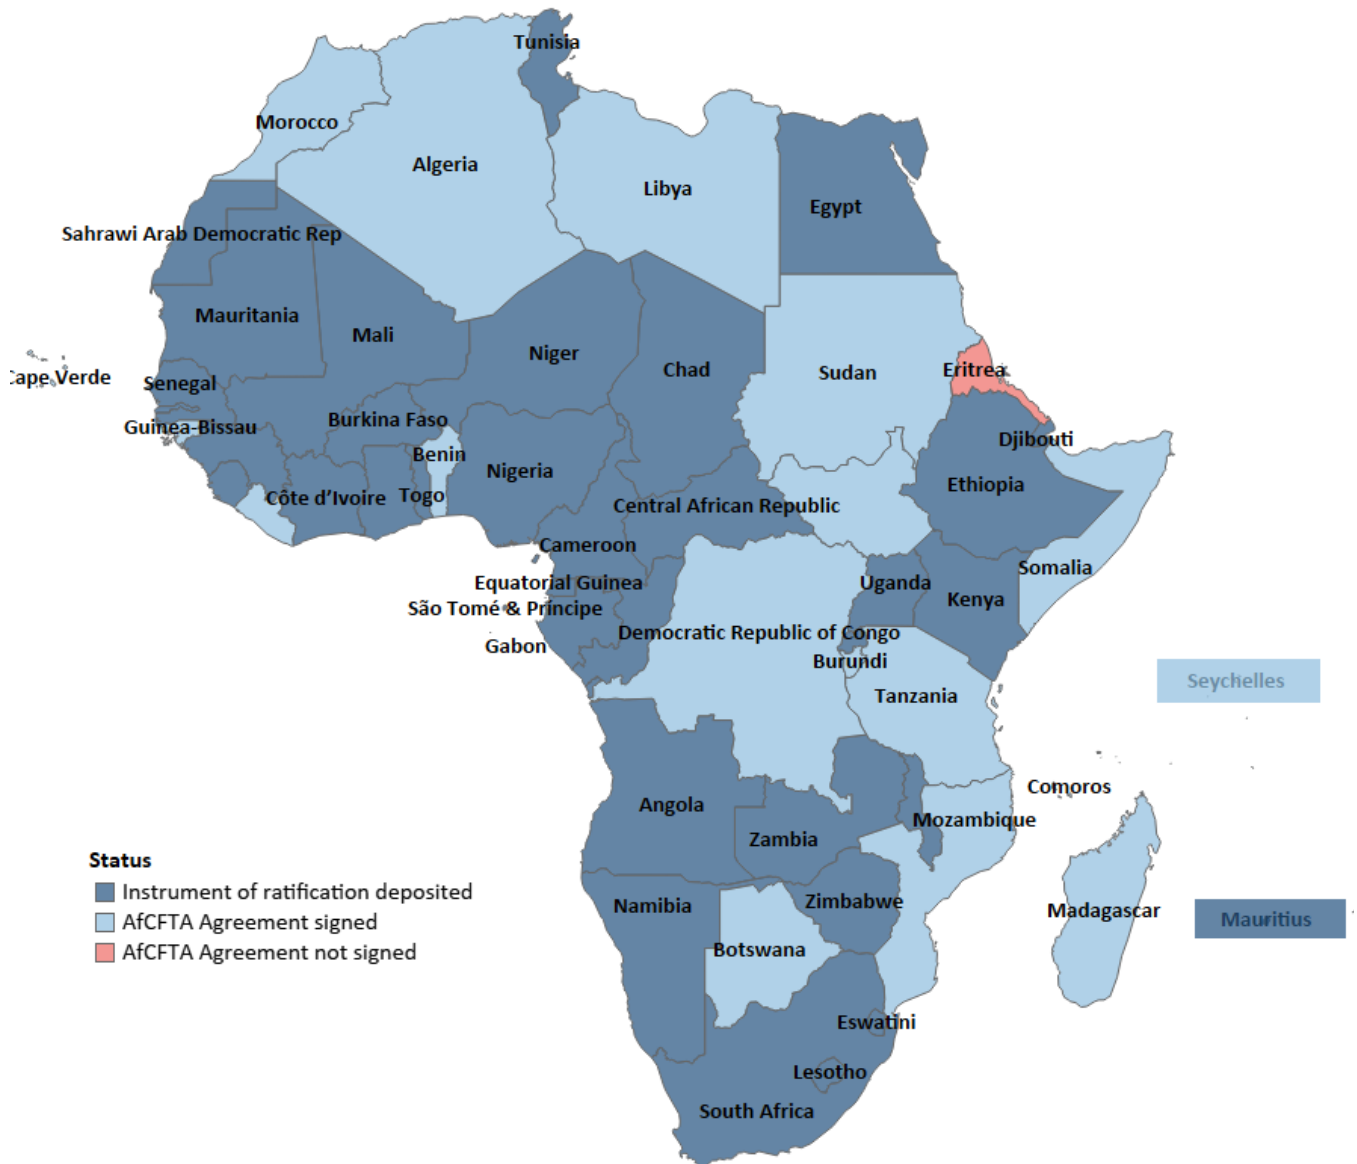 Tunisia
Morocco
Algeria
Libya
Egypt
Sahrawi Arab Democratic Rep
Mauritania
Mali
Niger
Chad
Sudan
Eritrea
Cape Verde
Senegal
Guinea-Bissau
Burkina Faso
Benin
Nigeria
Djibouti
Ethiopia
Côte d’Ivoire
Togo
Central African Republic
Cameroon
Somalia
Equatorial Guinea
Uganda
Kenya
São Tomé & Príncipe
Gabon
Democratic Republic of Congo
Burundi
Tanzania
Seychelles
Comoros
Angola
Zambia
Mozambique
Namibia
Zimbabwe
Madagascar
Mauritius
Botswana
Eswatini
Lesotho
South Africa
Status
Instrument of ratification deposited
AfCFTA Agreement signed
AfCFTA Agreement not signed